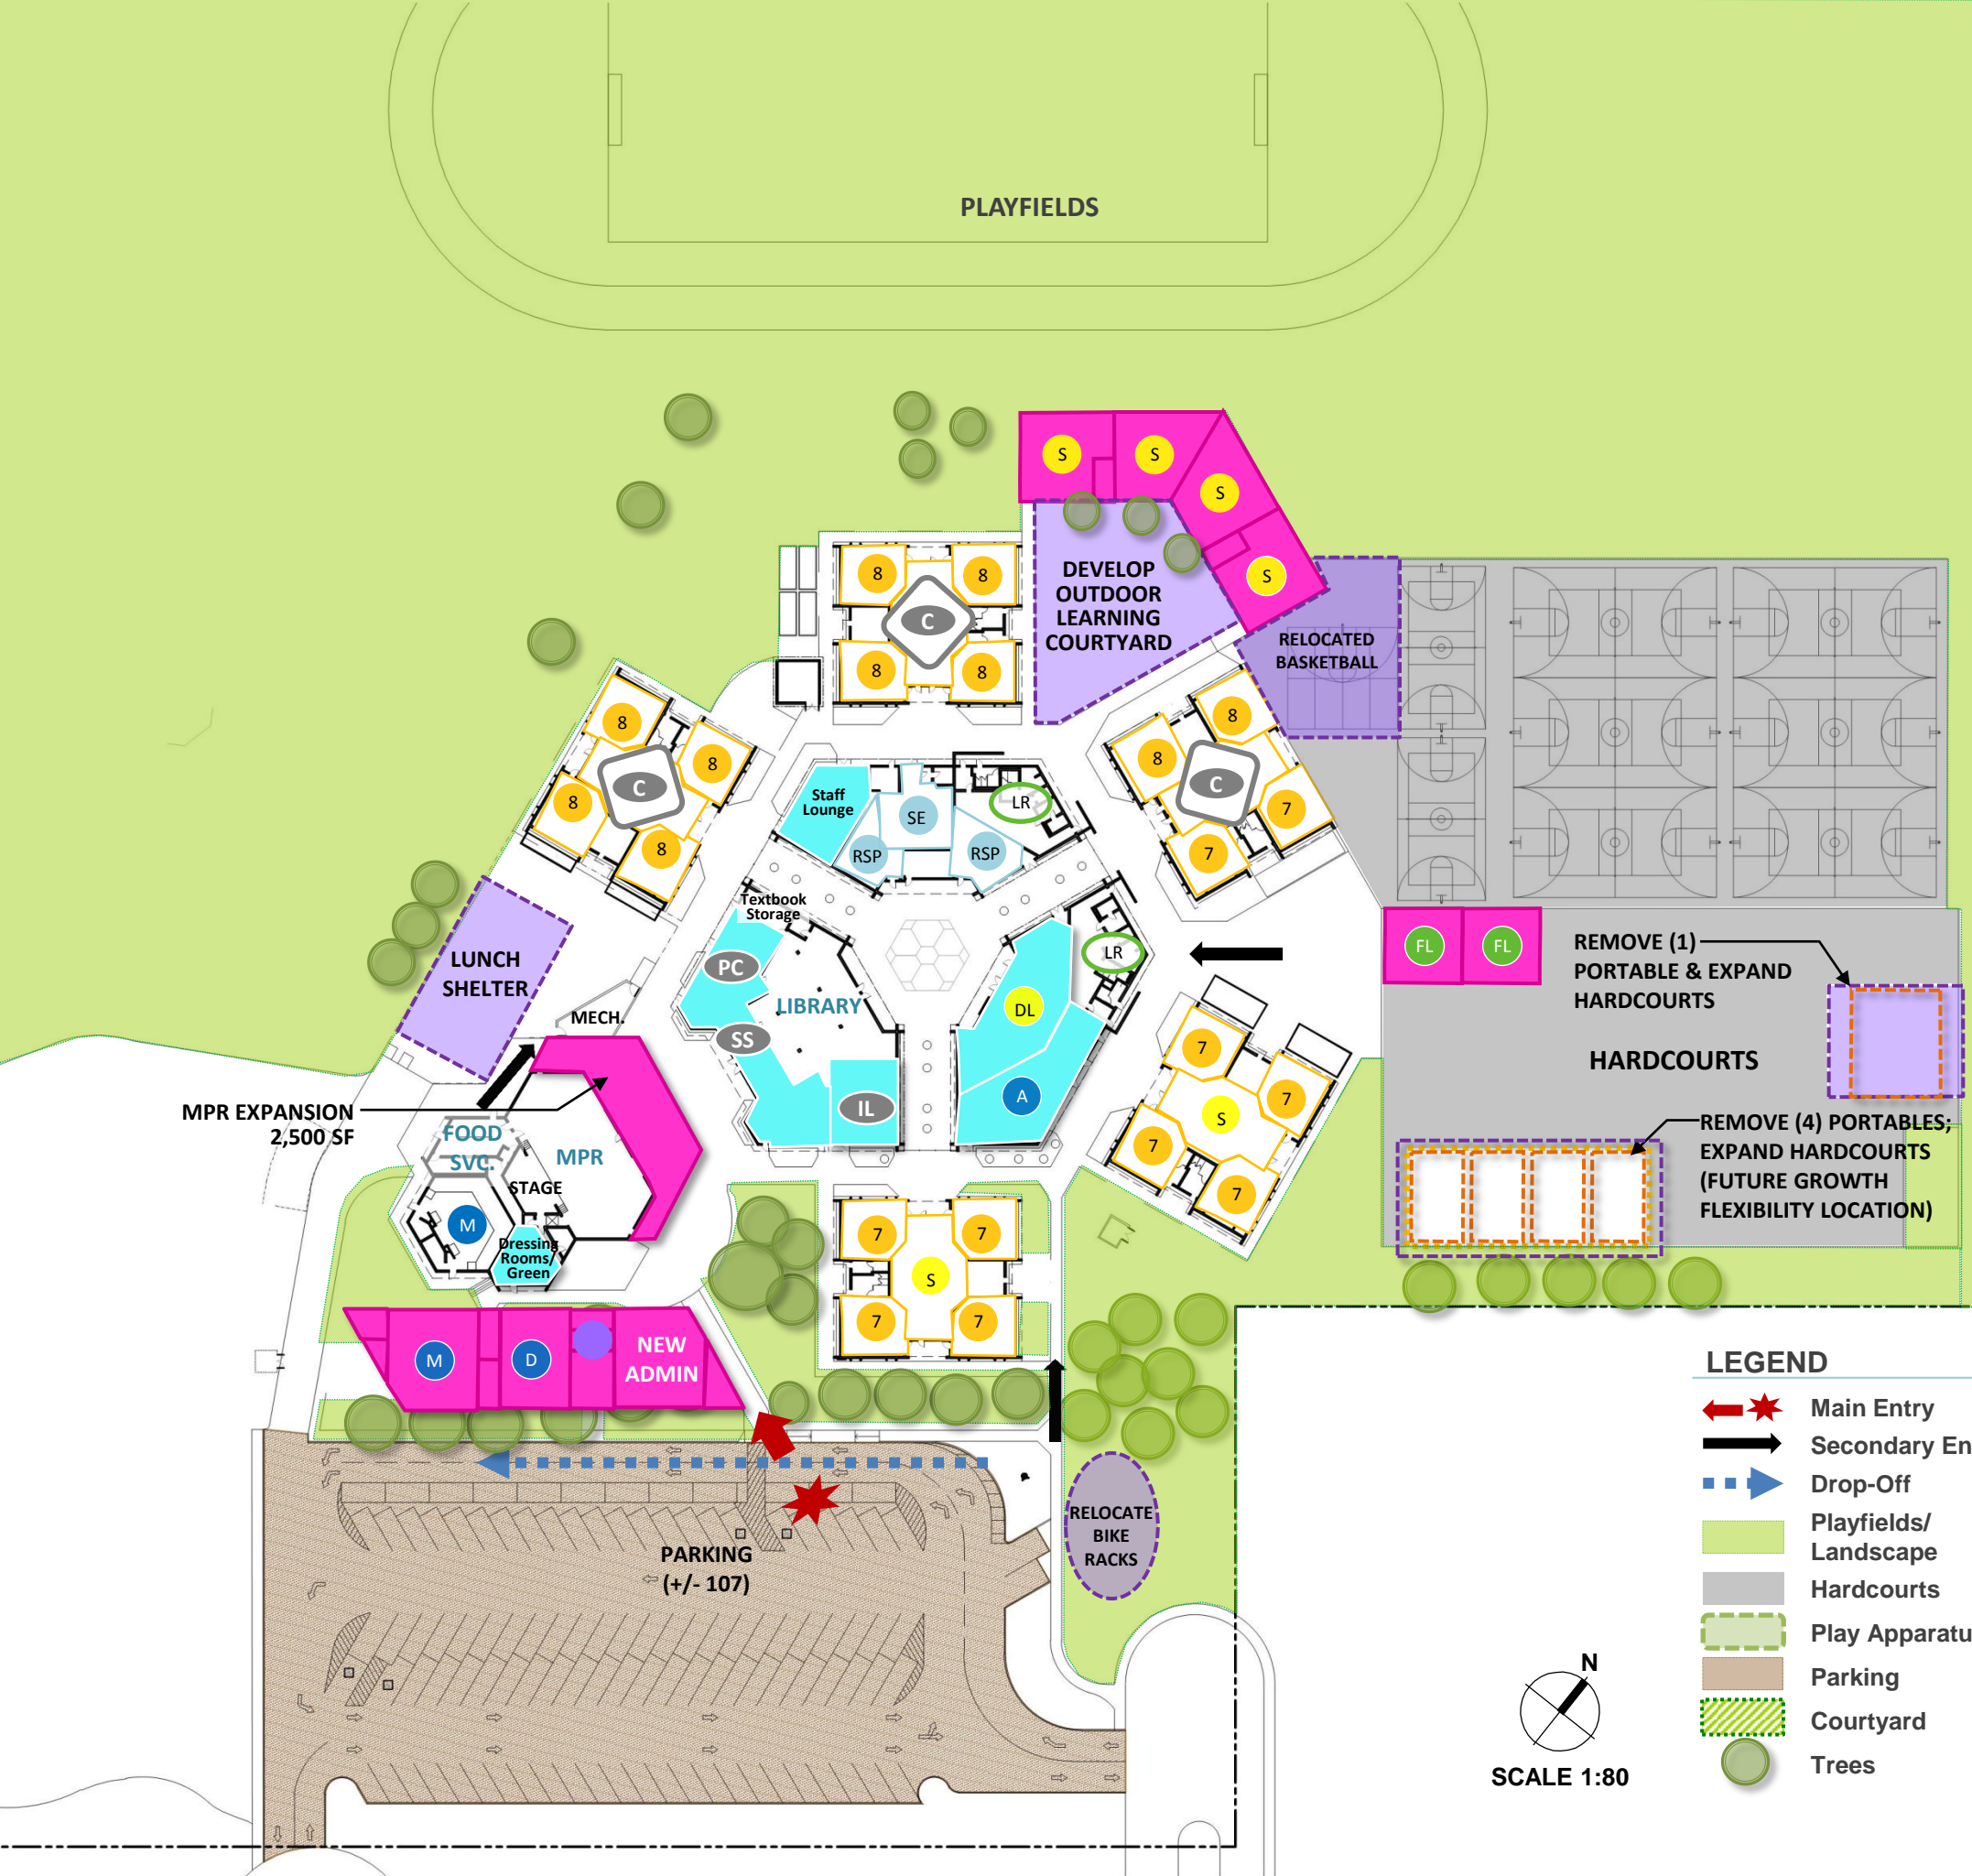 PLAYFIELDS
S
S
S
S
DEVELOP
OUTDOOR
LEARNING
COURTYARD
RELOCATED
BASKETBALL
8
8
C
8
8
8
8
C
8
8
8
8
C
7
7
Staff
Lounge
SE
RSP
RSP
LR
Textbook
Storage
PC
LIBRARY
SS
IL
LR
DL
A
LUNCH
SHELTER
MECH.
MPR EXPANSION
2,500 SF
FOOD
SVC.
MPR
STAGE
M
Dressing
Rooms/
Green
FL
FL
REMOVE (1)
PORTABLE & EXPAND
HARDCOURTS
HARDCOURTS
REMOVE (4) PORTABLES;
EXPAND HARDCOURTS
(FUTURE GROWTH
FLEXIBILITY LOCATION)
7
7
S
7
7
7
7
S
7
7
M
D
NEW
ADMIN
RELOCATE
BIKE
RACKS
PARKING
(+/- 107)
N
SCALE 1:80
LEGEND
Main Entry
Secondary En
Drop-Off
Playfields/
Landscape
Hardcourts
Play Apparatu
Parking
Courtyard
Trees